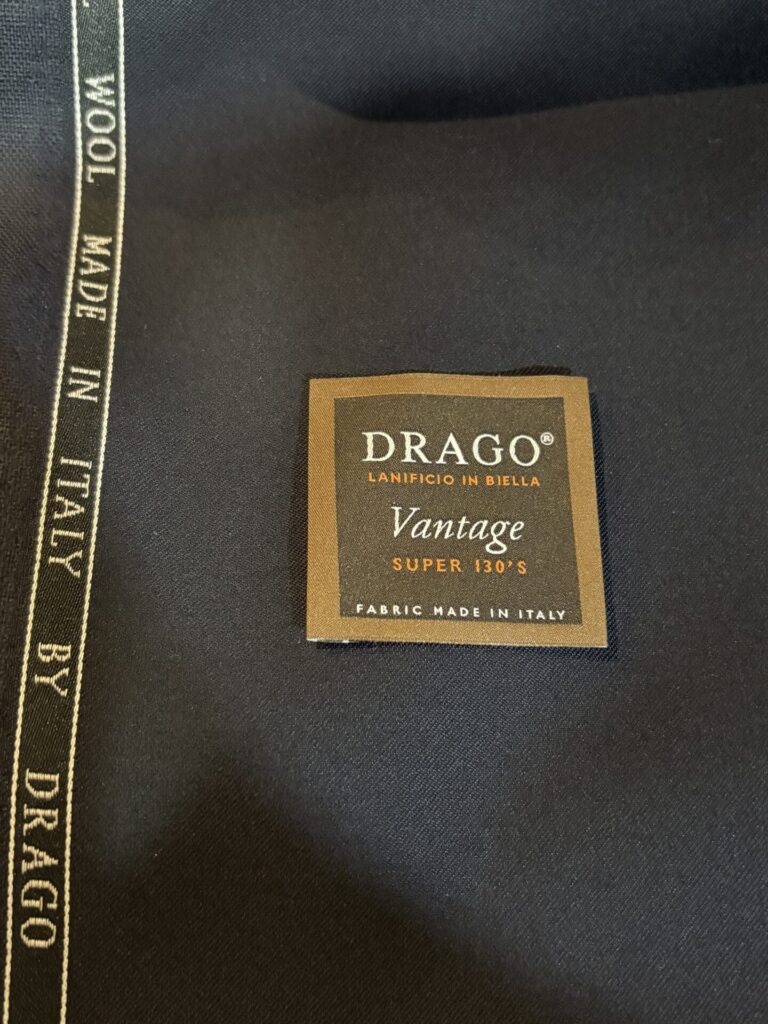 WOOL MADE IN ITALY BY DRAGO
DRAGO®
LANIFICIO IN BIELLA
Vantage
SUPER 130'S
FABRIC MADE IN ITALY